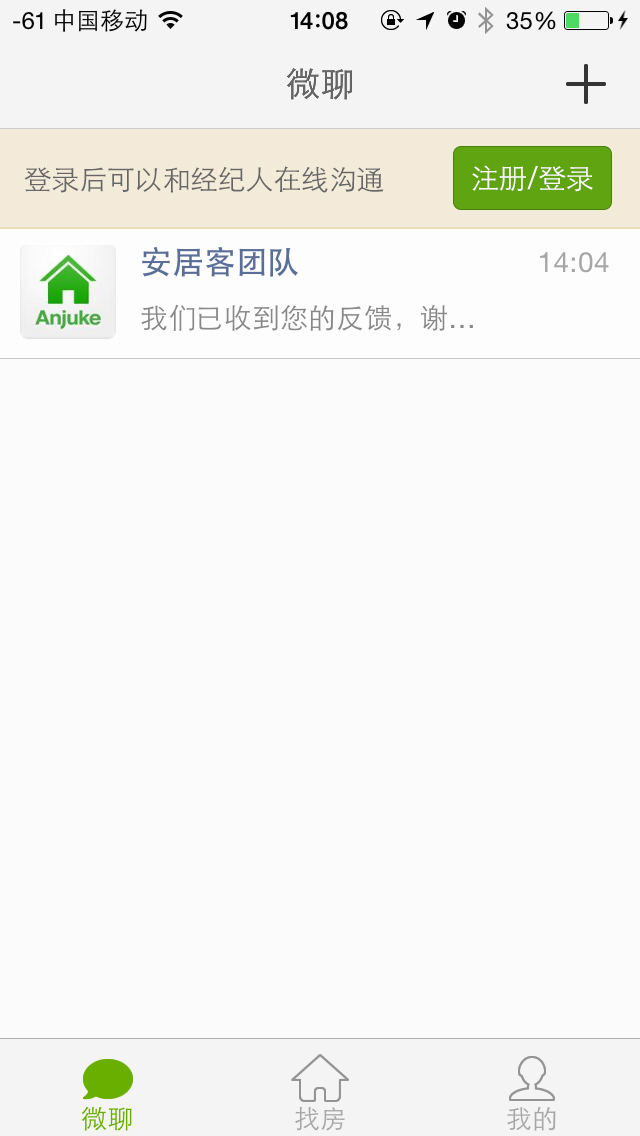 -61 中国移动 14:08 35%
微聊
登录后可以和经纪人在线沟通 注册/登录
安居客团队 14:04
Anjuke 我们已收到您的反馈，谢...
微聊 找房 我的